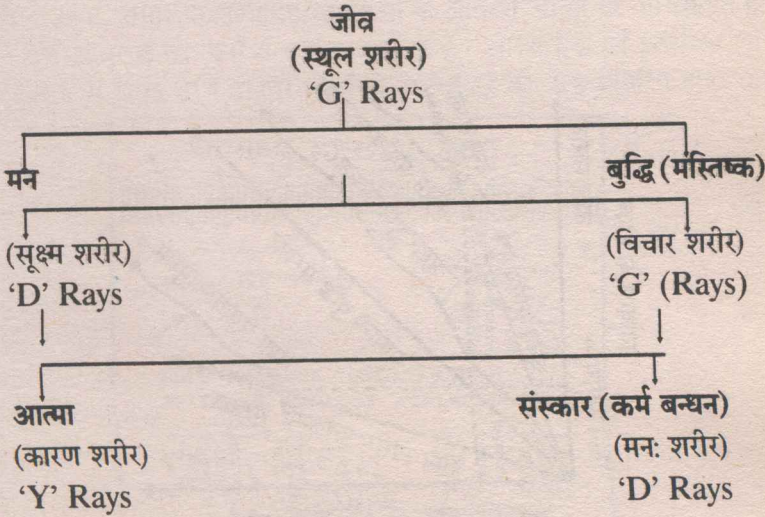 जीव
(स्थूल शरीर)
‘G’ Rays
मन
बुद्धि (मस्तिष्क)
(सूक्ष्म शरीर)
(विचार शरीर)
‘D’ Rays
‘G’ (Rays)
आत्मा
संस्कार (कर्म बन्धन)
(कारण शरीर)
(मनः शरीर)
‘Y’ Rays
‘D’ Rays